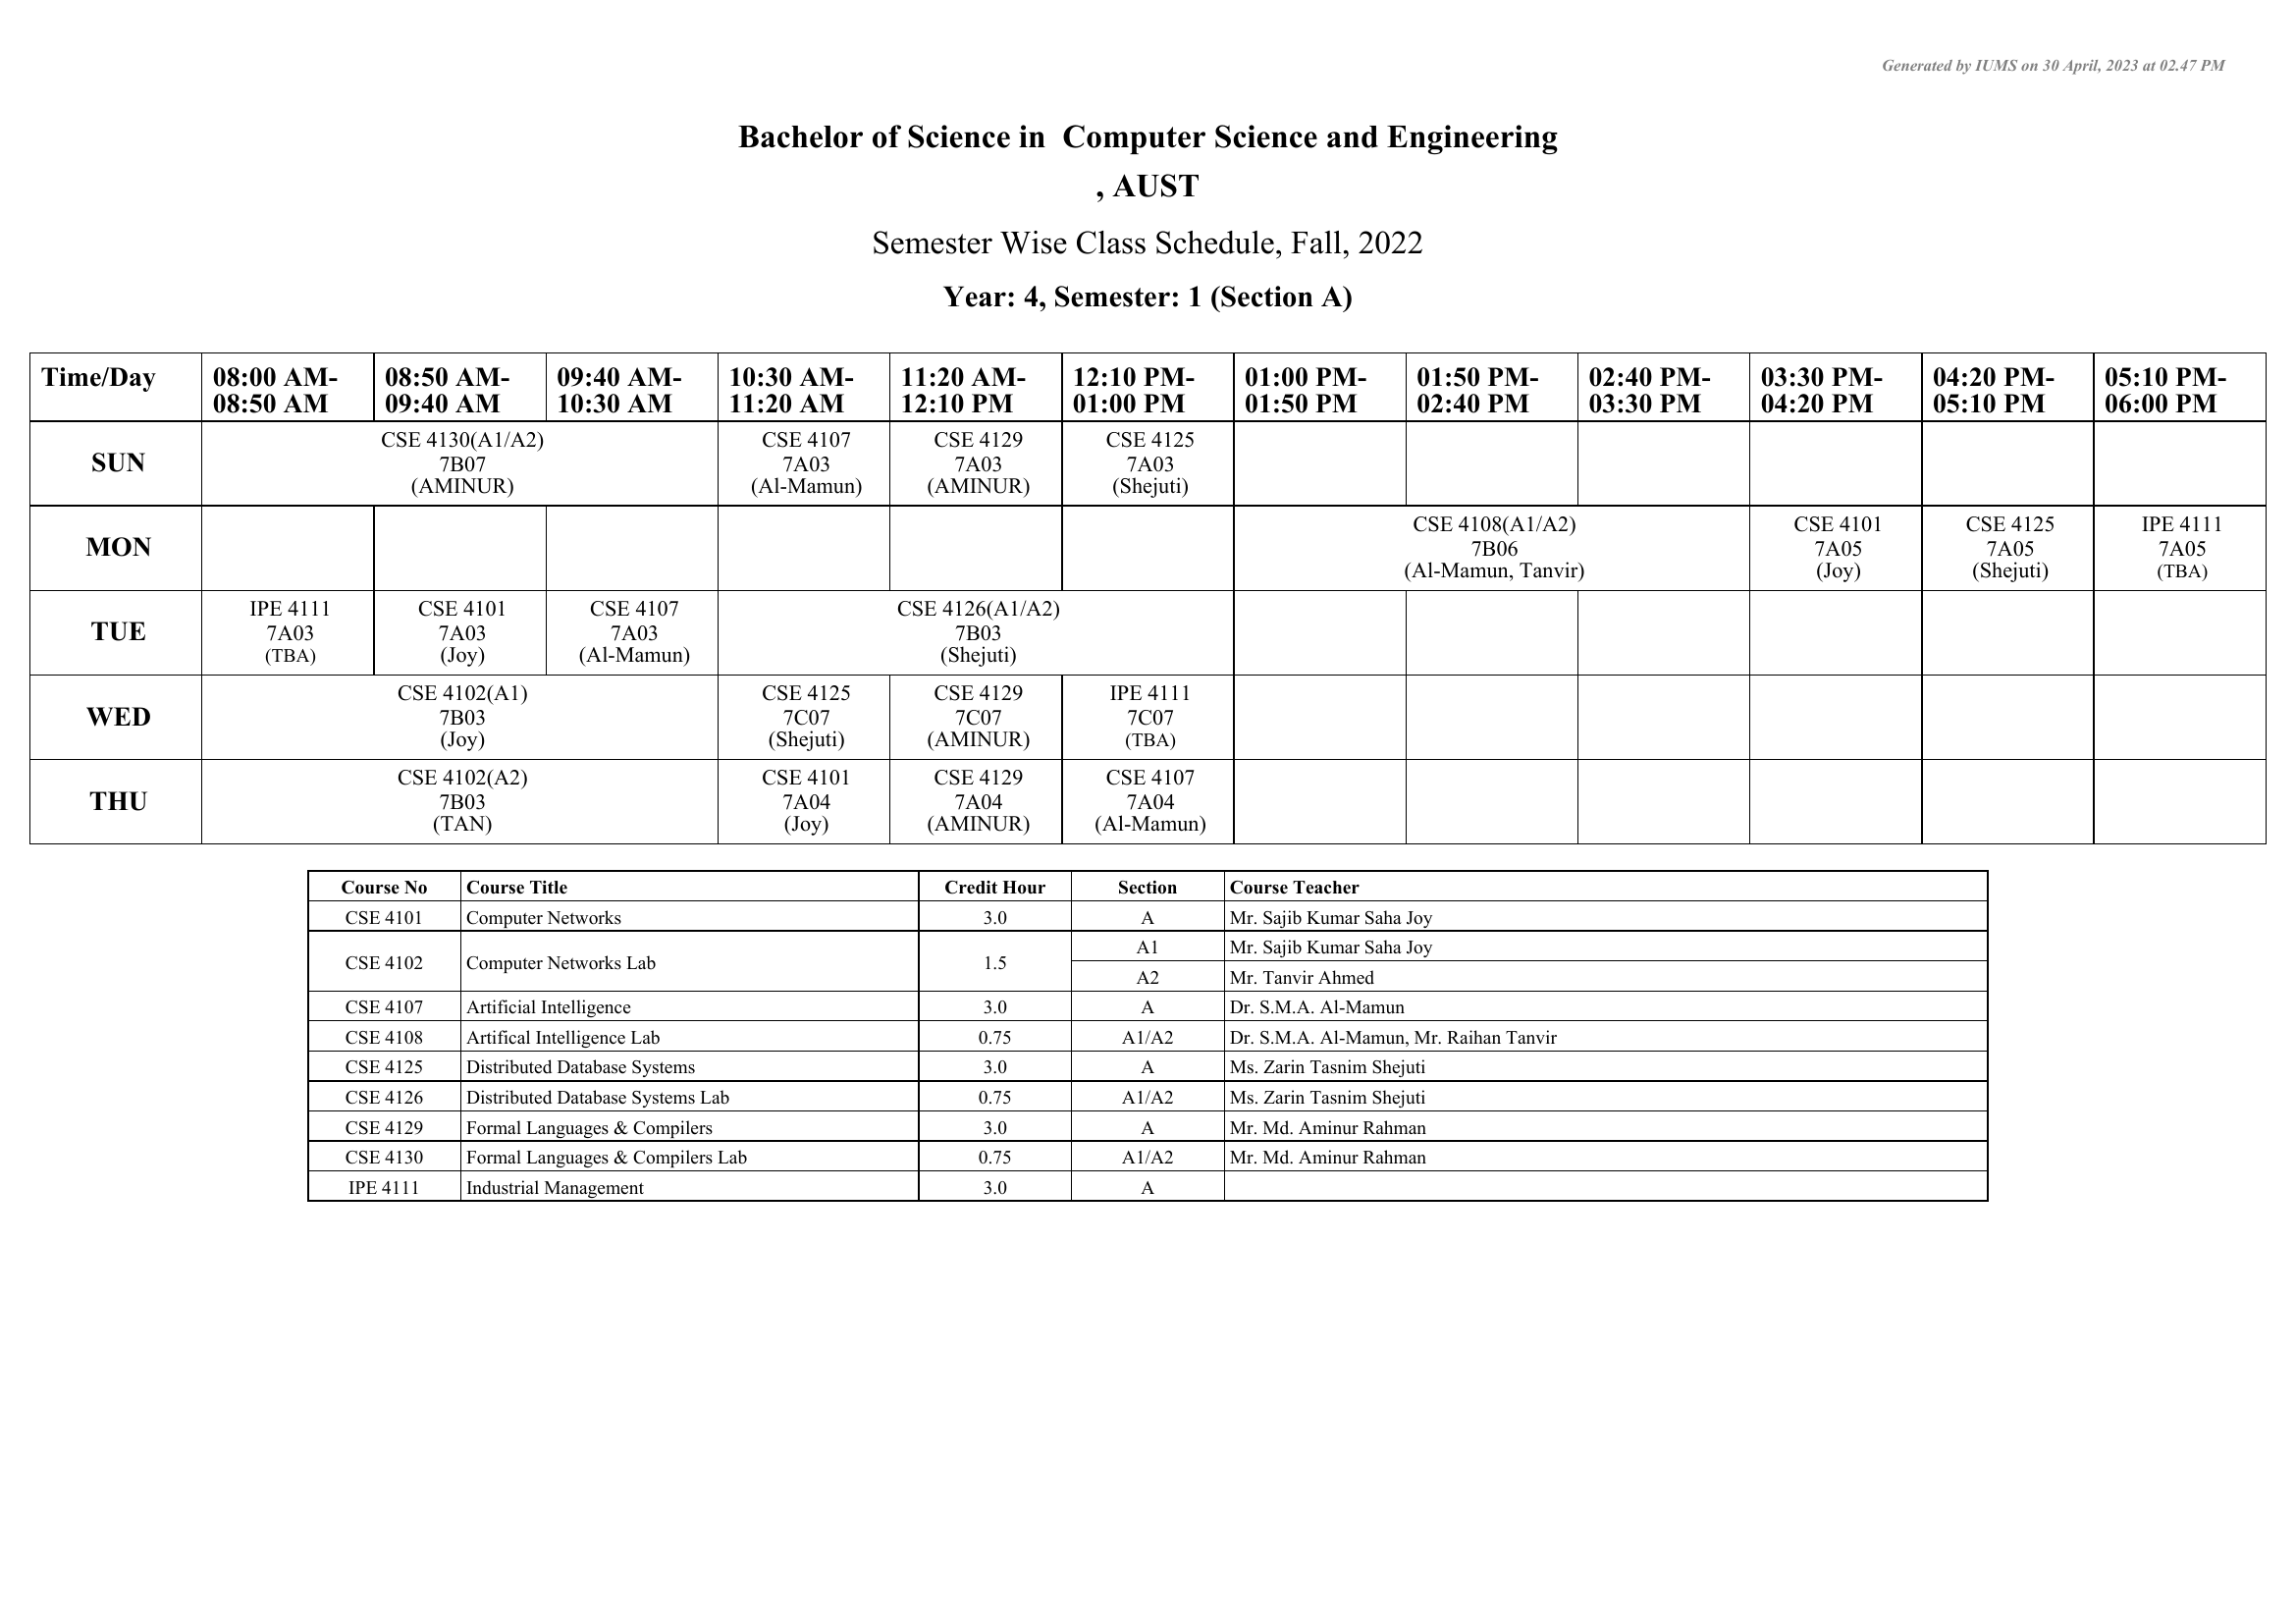 Generated by IUMS on 30 April, 2023 at 02.47 PM
Bachelor of Science in  Computer Science and Engineering
, AUST
Semester Wise Class Schedule, Fall, 2022
Year: 4, Semester: 1 (Section A)
Time/Day 08:00 AM- 08:50 AM- 09:40 AM- 10:30 AM- 11:20 AM- 12:10 PM- 01:00 PM- 01:50 PM- 02:40 PM- 03:30 PM- 04:20 PM- 05:10 PM-
08:50 AM 09:40 AM 10:30 AM 11:20 AM 12:10 PM 01:00 PM 01:50 PM 02:40 PM 03:30 PM 04:20 PM 05:10 PM 06:00 PM
CSE 4130(A1/A2) CSE 4107 CSE 4129 CSE 4125
SUN 7B07 7A03 7A03 7A03
(AMINUR) (Al-Mamun) (AMINUR) (Shejuti)
CSE 4108(A1/A2) CSE 4101 CSE 4125 IPE 4111
MON 7B06 7A05 7A05 7A05
(Al-Mamun, Tanvir) (Joy) (Shejuti) (TBA)
IPE 4111 CSE 4101 CSE 4107 CSE 4126(A1/A2)
TUE 7A03 7A03 7A03 7B03
(TBA) (Joy) (Al-Mamun) (Shejuti)
CSE 4102(A1) CSE 4125 CSE 4129 IPE 4111
WED 7B03 7C07 7C07 7C07
(Joy) (Shejuti) (AMINUR) (TBA)
CSE 4102(A2) CSE 4101 CSE 4129 CSE 4107
THU 7B03 7A04 7A04 7A04
(TAN) (Joy) (AMINUR) (Al-Mamun)
Course No Course Title Credit Hour Section Course Teacher
CSE 4101 Computer Networks 3.0 A Mr. Sajib Kumar Saha Joy
A1 Mr. Sajib Kumar Saha Joy
CSE 4102 Computer Networks Lab 1.5
A2 Mr. Tanvir Ahmed
CSE 4107 Artificial Intelligence 3.0 A Dr. S.M.A. Al-Mamun
CSE 4108 Artifical Intelligence Lab 0.75 A1/A2 Dr. S.M.A. Al-Mamun, Mr. Raihan Tanvir
CSE 4125 Distributed Database Systems 3.0 A Ms. Zarin Tasnim Shejuti
CSE 4126 Distributed Database Systems Lab 0.75 A1/A2 Ms. Zarin Tasnim Shejuti
CSE 4129 Formal Languages & Compilers 3.0 A Mr. Md. Aminur Rahman
CSE 4130 Formal Languages & Compilers Lab 0.75 A1/A2 Mr. Md. Aminur Rahman
IPE 4111 Industrial Management 3.0 A